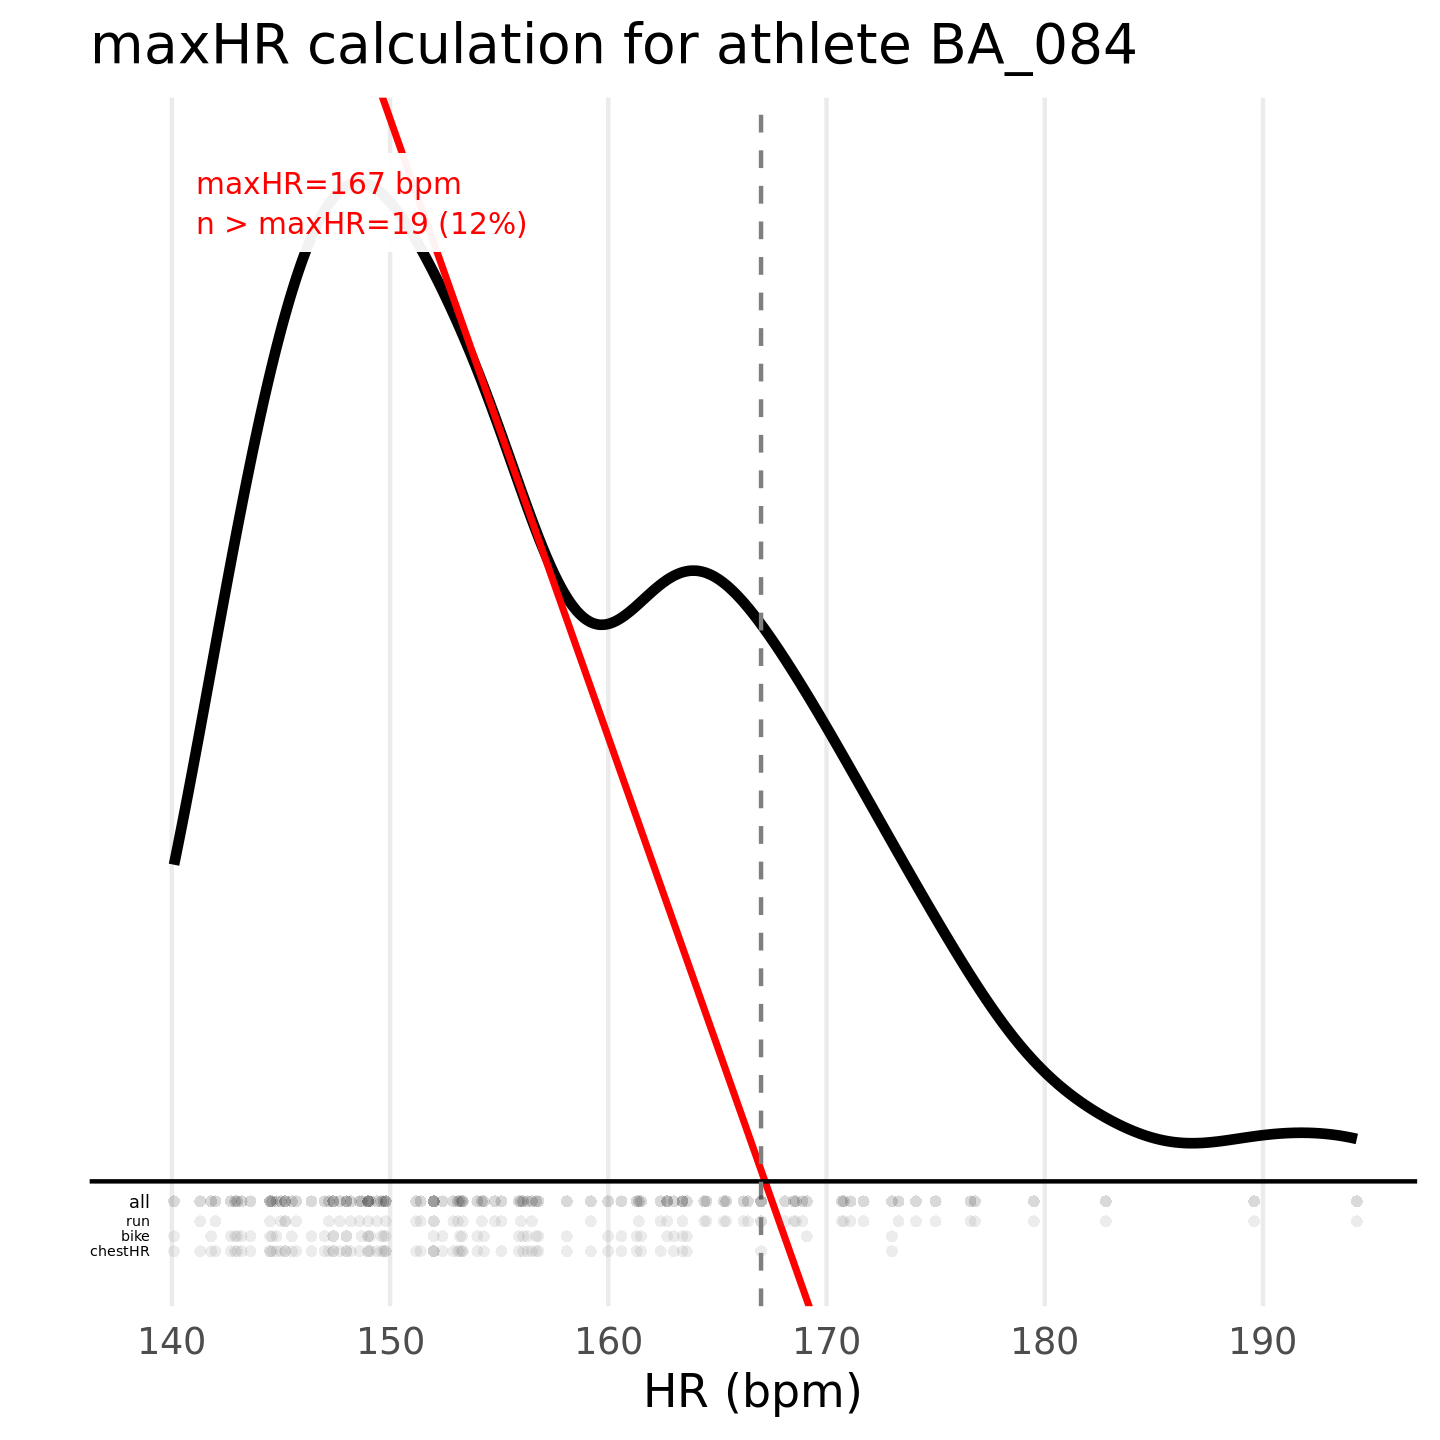 maxHR calculation for athlete BA_084
maxHR=167 bpm
n > maxHR=19 (12%)
all
run
bike
chestHR
140 150 160 170 180 190
HR (bpm)